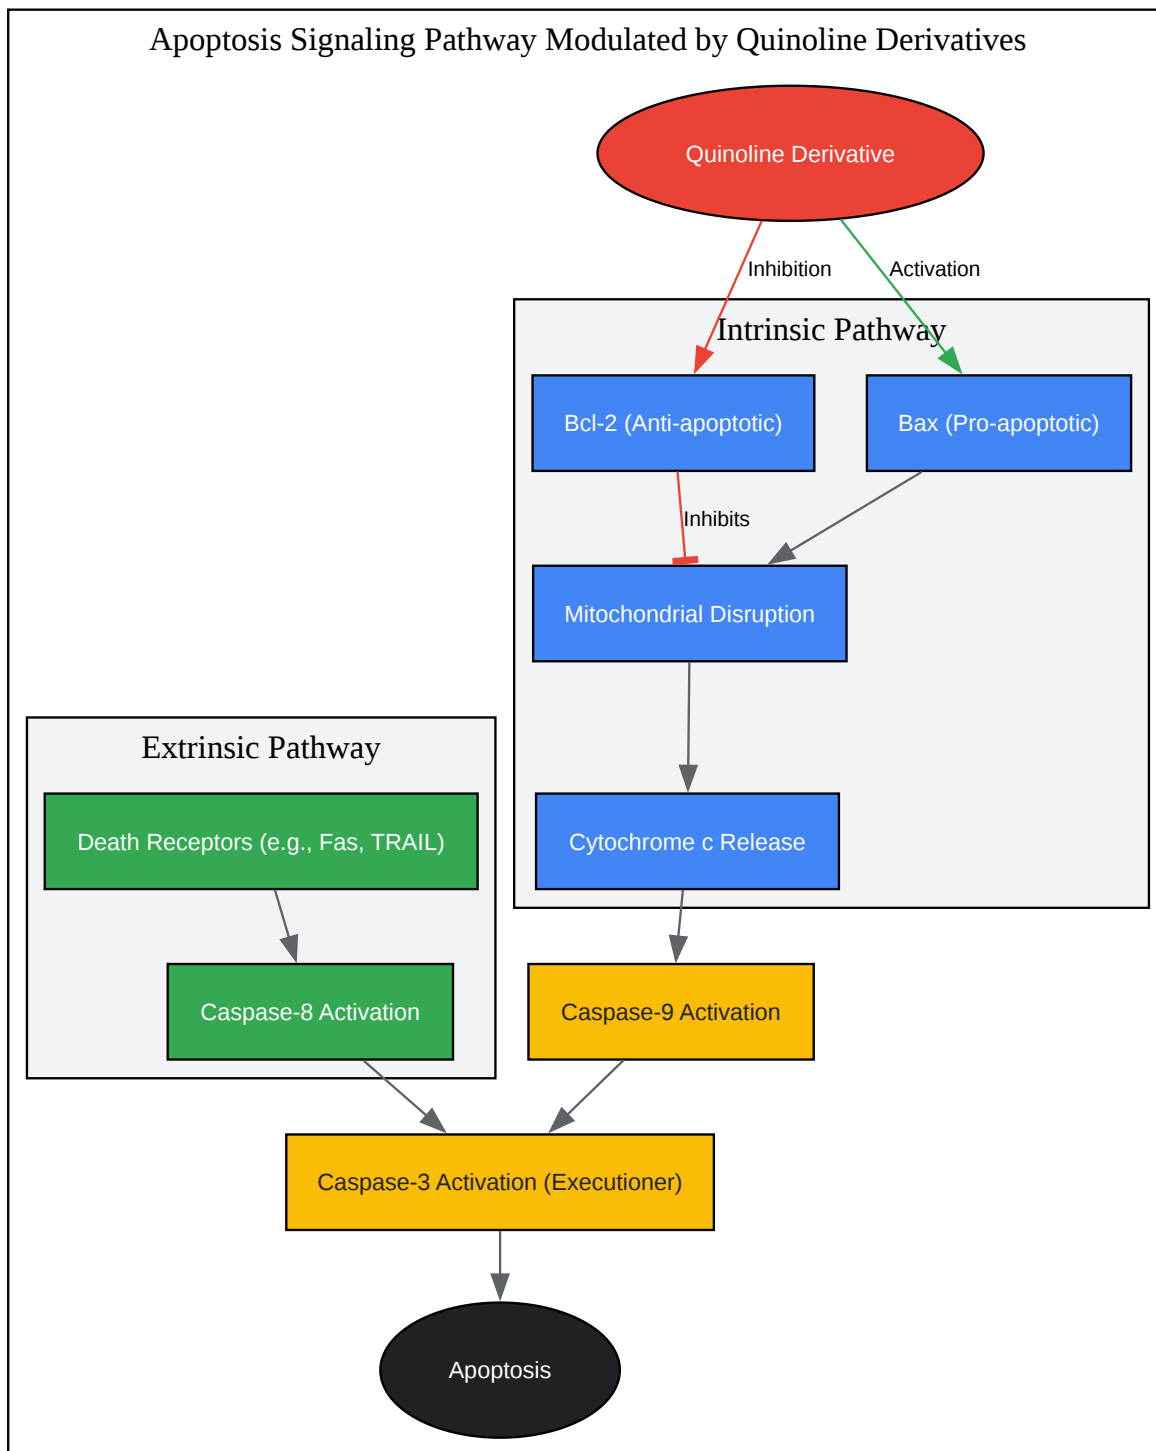 Apoptosis Signaling Pathway Modulated by Quinoline Derivatives
Quinoline Derivative
Inhibition
Activation
Intrinsic Pathway
Bcl-2 (Anti-apoptotic)
Bax (Pro-apoptotic)
Inhibits
Mitochondrial Disruption
Extrinsic Pathway
Death Receptors (e.g., Fas, TRAIL)
Cytochrome c Release
Caspase-8 Activation
Caspase-9 Activation
Caspase-3 Activation (Executioner)
Apoptosis